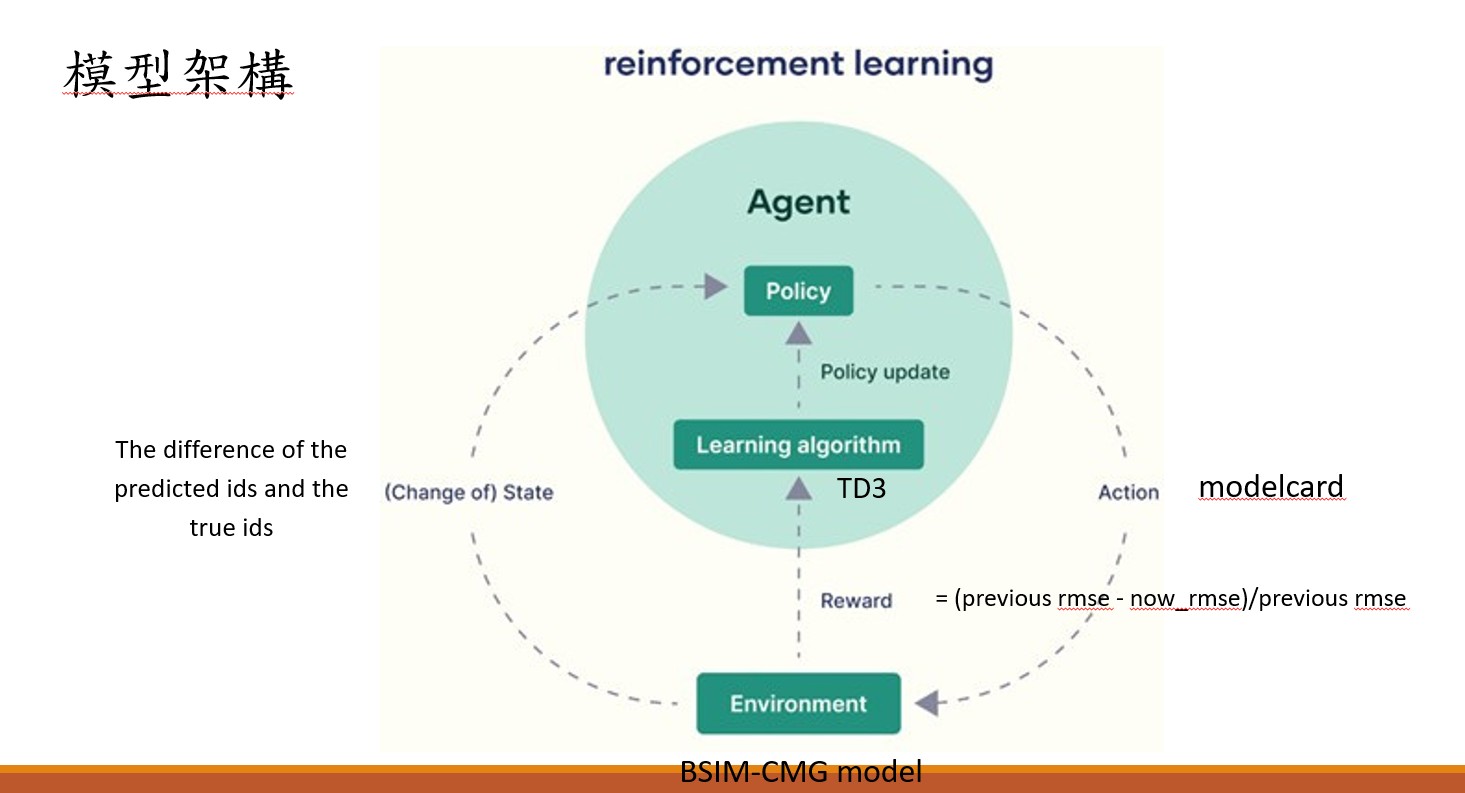 模型架構
reinforcement learning
Agent
Policy
Policy update
Learning algorithm
TD3
The difference of the
predicted ids and the
true ids
(Change of) State
Action
modelcard
Reward
= (previous rmse - now_rmse)/previous rmse
Environment
BSIM-CMG model